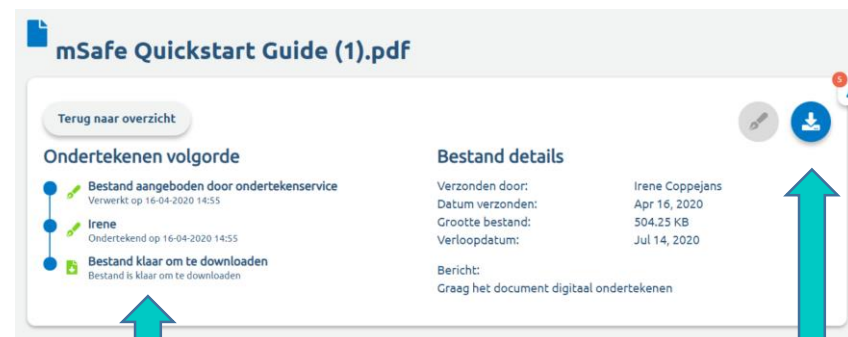 mSafe Quickstart Guide (1).pdf
5
Terug naar overzicht
Ondertekenen volgorde
Bestand aangeboden door ondertekenservice
Verwerkt op 16-04-2020 14:55
Irene
Ondertekend op 16-04-2020 14:55
Bestand klaar om te downloaden
Bestand is klaar om te downloaden
Bestand details
Verzonden door: Irene Coppejans
Datum verzonden: Apr 16, 2020
Grootte bestand: 504.25 KB
Verloopdatum: Jul 14, 2020
Bericht:
Graag het document digitaal ondertekenen